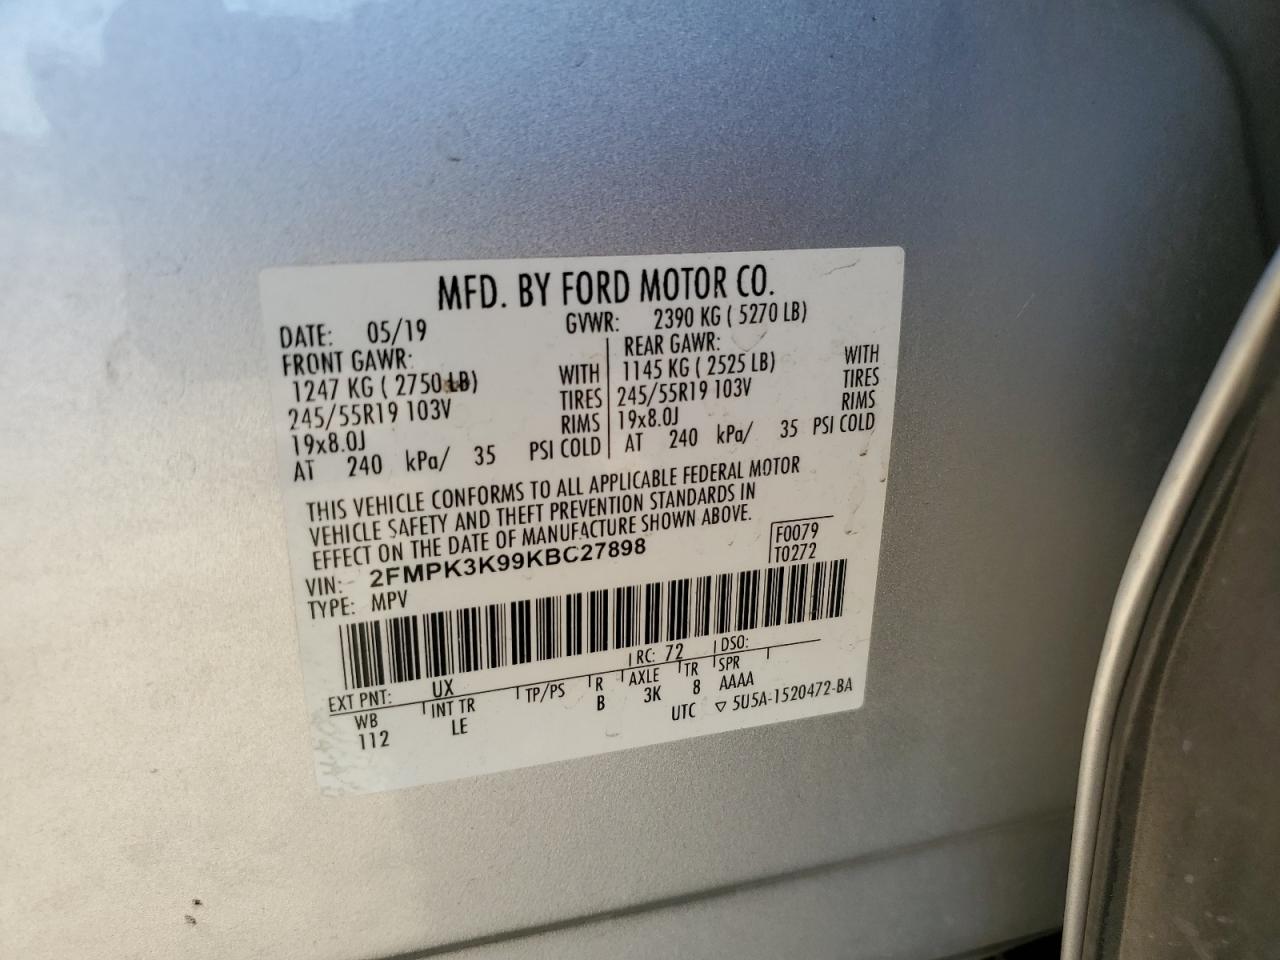 MFD. BY FORD MOTOR CO.
DATE: 05/19 GVWR: 2390 KG ( 5270 LB)
FRONT GAWR: REAR GAWR:
1247 KG ( 2750 LB) WITH 1145 KG ( 2525 LB) WITH
245/55R19 103V TIRES 245/55R19 103V TIRES
19x8.0J RIMS 19x8.0J RIMS
AT 240 kPa/ 35 PSI COLD AT 240 kPa/ 35 PSI COLD
THIS VEHICLE CONFORMS TO ALL APPLICABLE FEDERAL MOTOR
VEHICLE SAFETY AND THEFT PREVENTION STANDARDS IN
EFFECT ON THE DATE OF MANUFACTURE SHOWN ABOVE.
VIN: 2FMPK3K99KBC27898 F0079
TYPE: MPV T0272
EXT PNT: UX RC: 72 DSO:
WB INT TR TP/PS R AXLE TR SPR
112 LE B 3K 8 AAAA
UTC ▽ 5U5A-1520472-BA